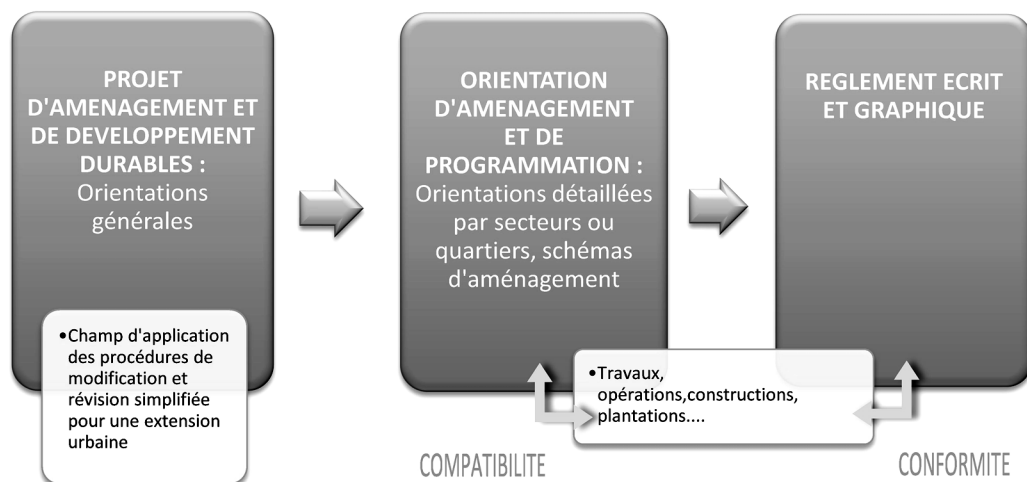 PROJET
D'AMENAGEMENT ET
DE DEVELOPPEMENT
DURABLES :
Orientations
générales
•Champ d'application
des procédures de
modification et
révision simplifiée
pour une extension
urbaine
ORIENTATION
D'AMENAGEMENT
ET DE
PROGRAMMATION :
Orientations détaillées
par secteurs ou
quartiers, schémas
d'aménagement
REGLEMENT ECRIT
ET GRAPHIQUE
•Travaux,
opérations,constructions,
plantations....
COMPATIBILITE
CONFORMITE